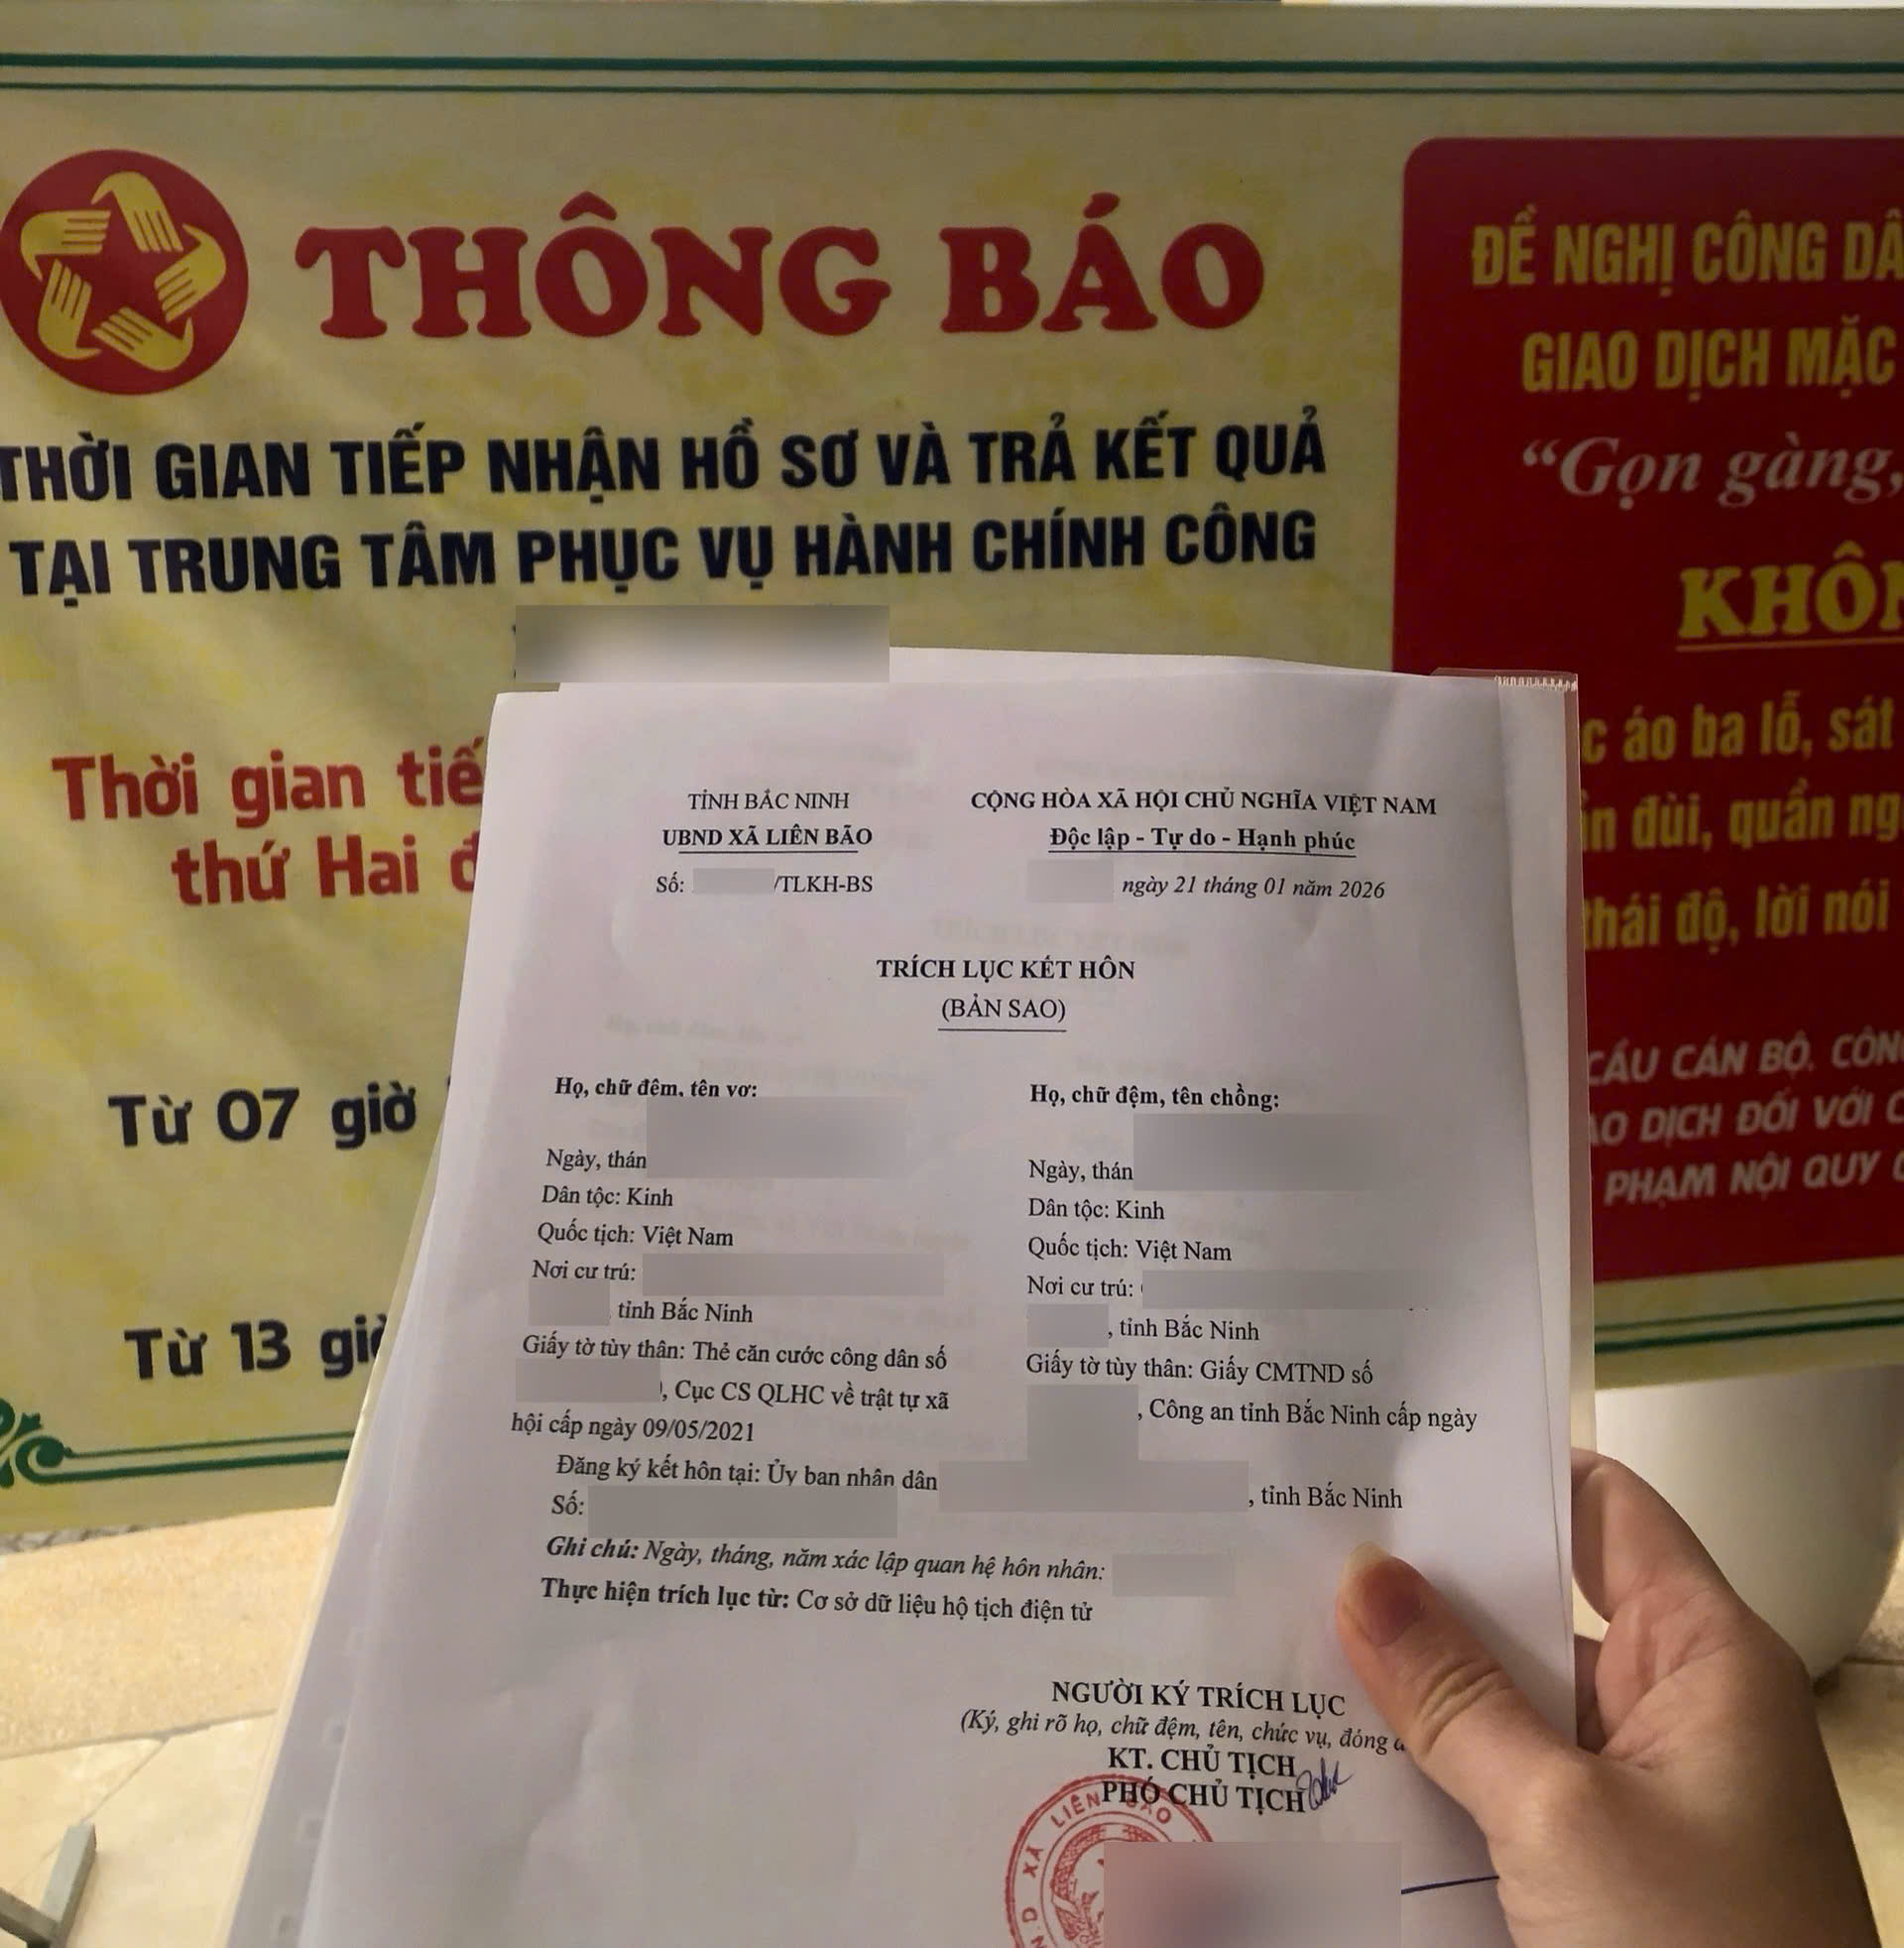 THÔNG BÁO
THỜI GIAN TIẾP NHẬN HỒ SƠ VÀ TRẢ KẾT QUẢ
TẠI TRUNG TÂM PHỤC VỤ HÀNH CHÍNH CÔNG
Thời gian tiế
thứ Hai đ
Từ 07 giờ
Từ 13 giờ
ĐỀ NGHỊ CÔNG DÂ
GIAO DỊCH MẶC
“Gọn gàng,
KHÔN
c áo ba lỗ, sát
n đùi, quần ng
hái độ, lời nói
CẦU CÁN BỘ, CÔN
AO DỊCH ĐỐI VỚI C
PHẠM NỘI QUY C
TỈNH BẮC NINH
UBND XÃ LIÊN BÃO
Số: /TLKH-BS
CỘNG HÒA XÃ HỘI CHỦ NGHĨA VIỆT NAM
Độc lập - Tự do - Hạnh phúc
ngày 21 tháng 01 năm 2026
TRÍCH LỤC KẾT HÔN
(BẢN SAO)
Họ, chữ đệm, tên vợ:
Ngày, thán
Dân tộc: Kinh
Quốc tịch: Việt Nam
Nơi cư trú:
tỉnh Bắc Ninh
Giấy tờ tùy thân: Thẻ căn cước công dân số
, Cục CS QLHC về trật tự xã
hội cấp ngày 09/05/2021
Họ, chữ đệm, tên chồng:
Ngày, thán
Dân tộc: Kinh
Quốc tịch: Việt Nam
Nơi cư trú:
, tỉnh Bắc Ninh
Giấy tờ tùy thân: Giấy CMTND số
, Công an tỉnh Bắc Ninh cấp ngày
Đăng ký kết hôn tại: Ủy ban nhân dân , tỉnh Bắc Ninh
Số:
Ghi chú: Ngày, tháng, năm xác lập quan hệ hôn nhân:
Thực hiện trích lục từ: Cơ sở dữ liệu hộ tịch điện tử
NGƯỜI KÝ TRÍCH LỤC
(Ký, ghi rõ họ, chữ đệm, tên, chức vụ, đóng d
KT. CHỦ TỊCH
PHÓ CHỦ TỊCH
N.D XÃ LIÊN BÃO